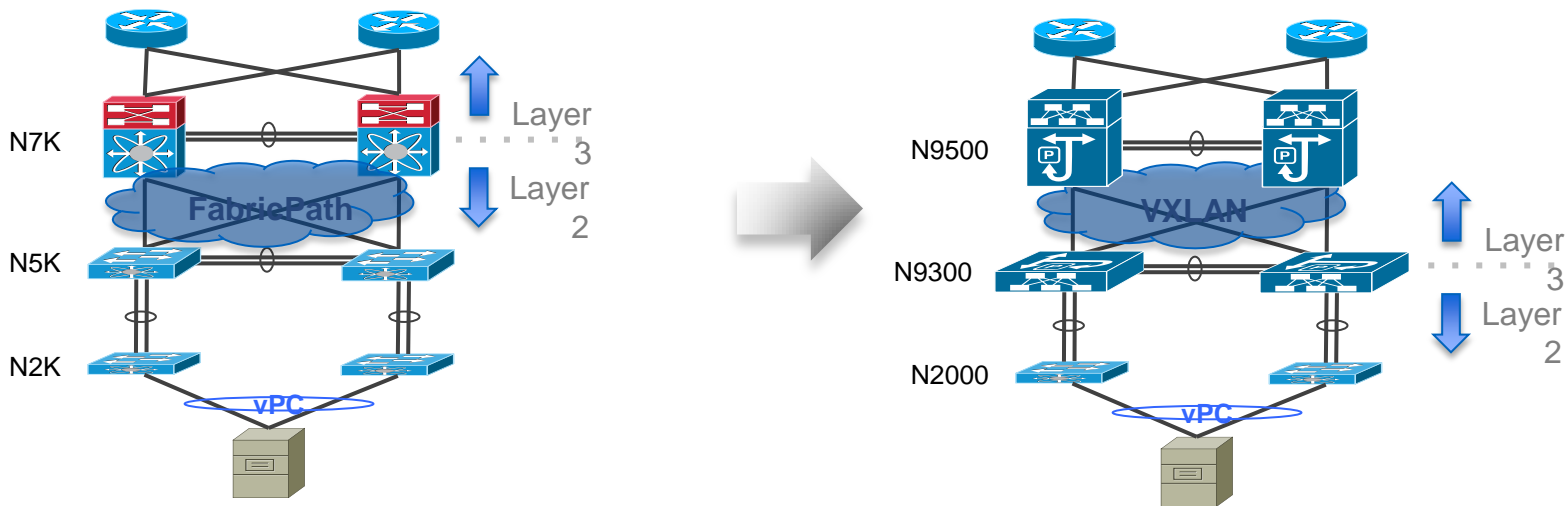 Layer
3
N7K
Layer
2
FabricPath
N5K
N2K
vPC
N9500
P
P
VXLAN
Layer
3
N9300
Layer
2
N2000
vPC